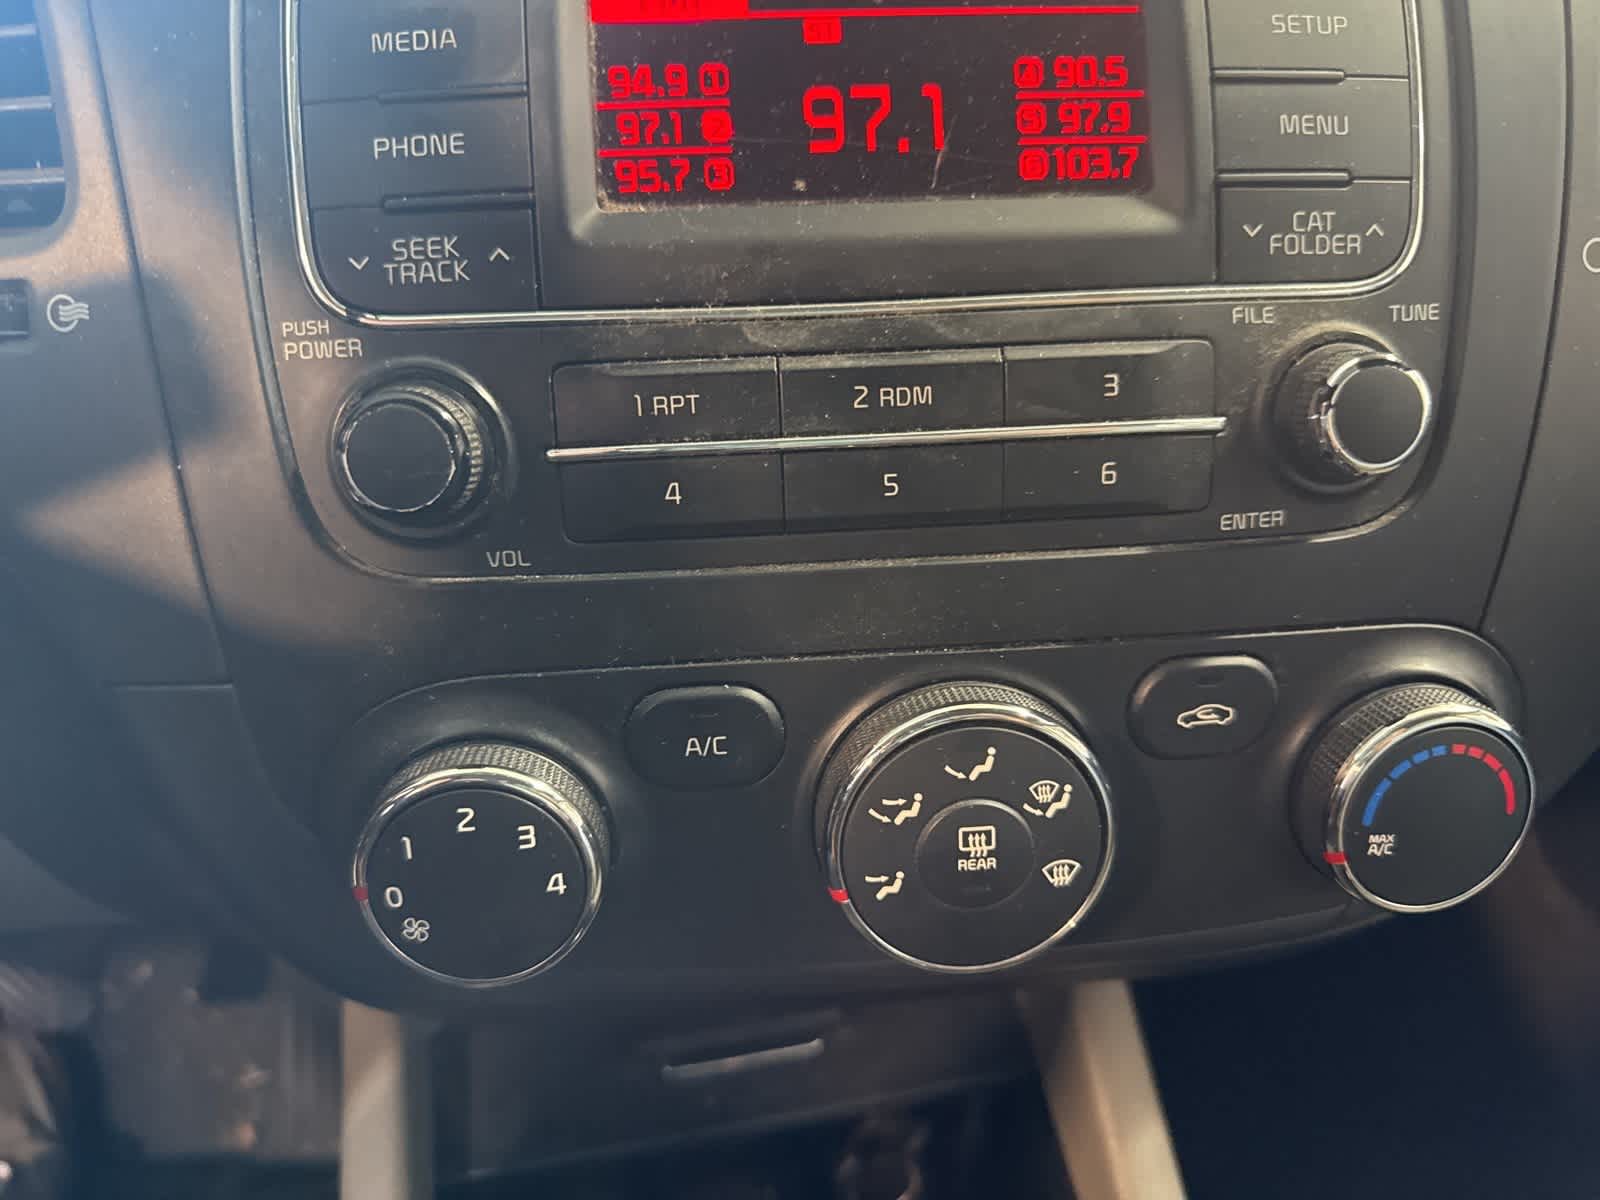 MEDIA
SETUP
94.9 1
4 90.5
PHONE
97.1 2
97.1
5 97.9
MENU
95.7 3
6 103.7
SEEK
TRACK
CAT
FOLDER
PUSH
POWER
FILE
TUNE
1 RPT
2 RDM
3
4
5
6
VOL
ENTER
A/C
0
1
2
3
4
REAR
MAX
A/C